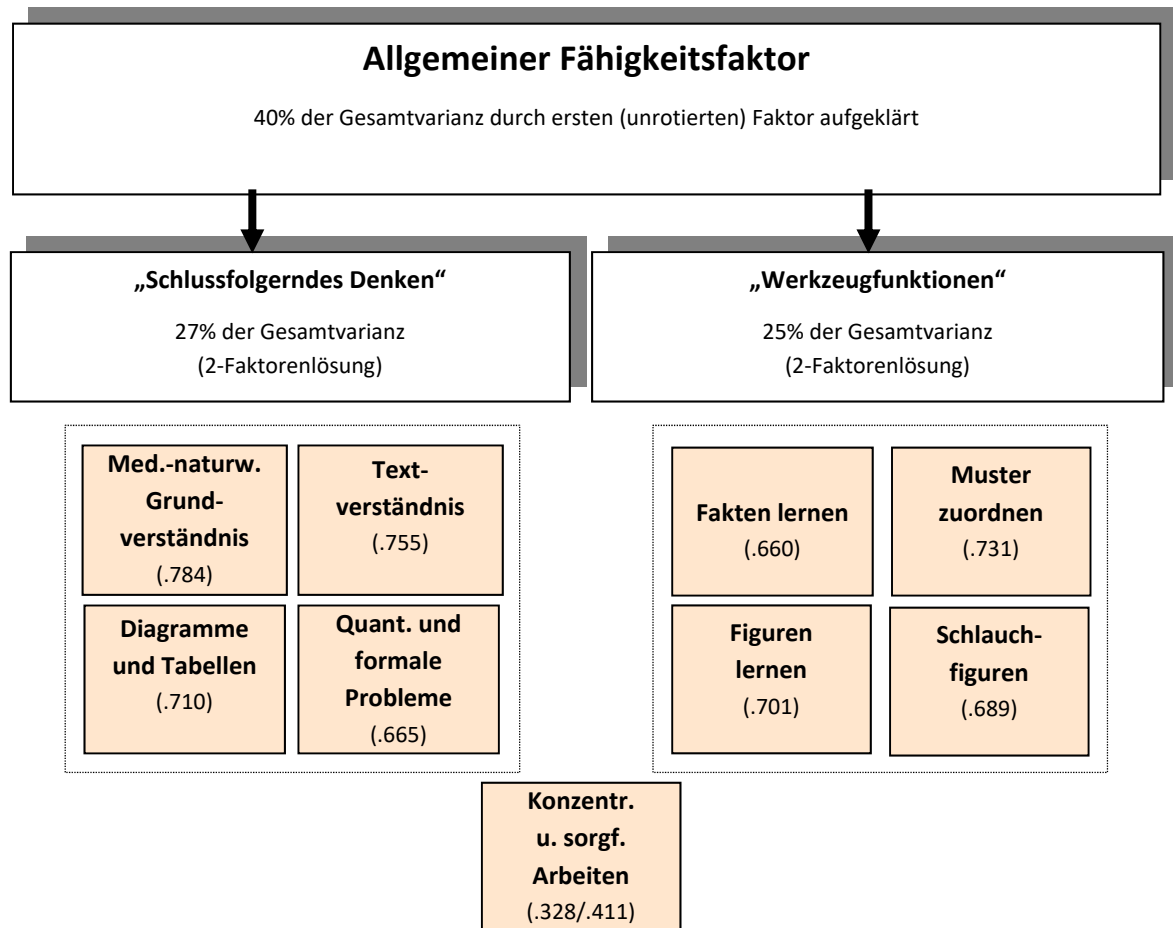 Allgemeiner Fähigkeitsfaktor
40% der Gesamtvarianz durch ersten (unrotierten) Faktor aufgeklärt
„Schlussfolgerndes Denken“
27% der Gesamtvarianz
(2-Faktorenlösung)
„Werkzeugfunktionen“
25% der Gesamtvarianz
(2-Faktorenlösung)
Med.-naturw.
Grund-
verständnis
(.784)
Text-
verständnis
(.755)
Diagramme
und Tabellen
(.710)
Quant. und
formale
Probleme
(.665)
Fakten lernen
(.660)
Muster
zuordnen
(.731)
Figuren
lernen
(.701)
Schlauch-
figuren
(.689)
Konzentr.
u. sorgf.
Arbeiten
(.328/.411)